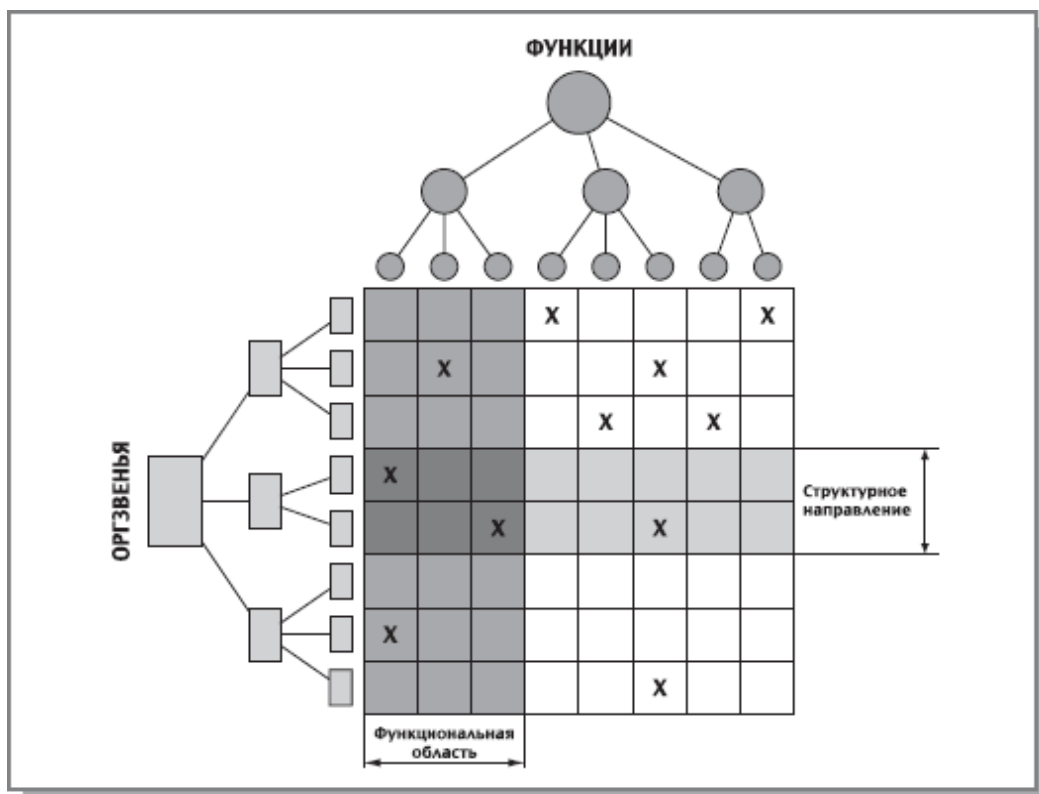 ФУНКЦИИ
X X
X X
X X
X
ОРГЗВЕНЬЯ
Структурное
направление
X X
X
X
Функциональная
область